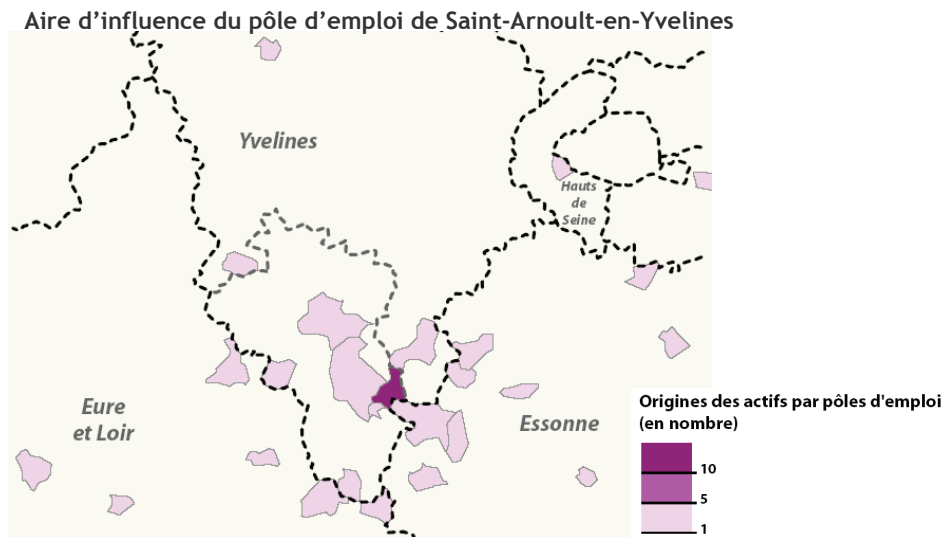 Aire d’influence du pôle d’emploi de Saint-Arnoult-en-Yvelines
Yvelines
Hauts
de
Seine
Eure
et Loir
Essonne
Origines des actifs par pôles d'emploi
(en nombre)
10
5
1